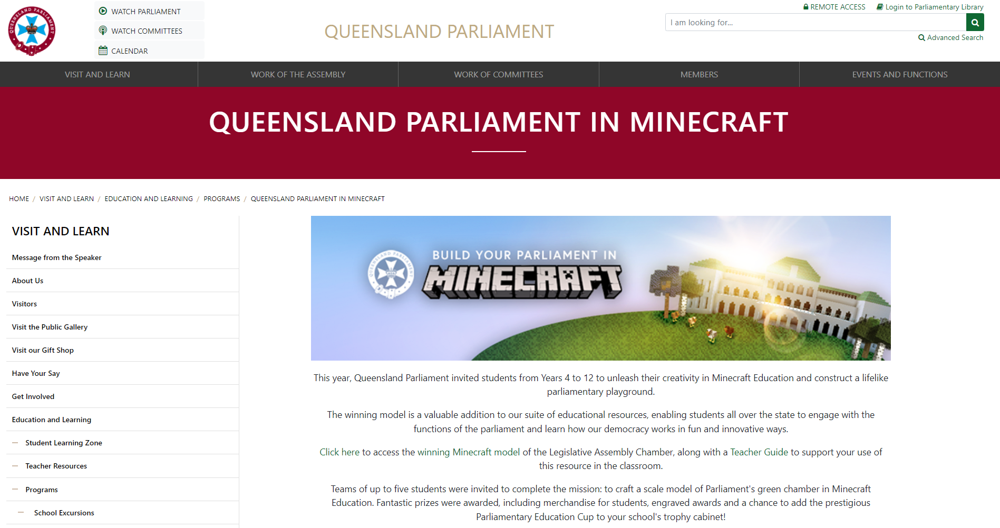 QUEENSLAND PARLIAMENT
WATCH PARLIAMENT
WATCH COMMITTEES
CALENDAR
QUEENSLAND PARLIAMENT
REMOTE ACCESS
Login to Parliamentary Library
I am looking for...
Advanced Search
VISIT AND LEARN
WORK OF THE ASSEMBLY
WORK OF COMMITTEES
MEMBERS
EVENTS AND FUNCTIONS
QUEENSLAND PARLIAMENT IN MINECRAFT
HOME / VISIT AND LEARN / EDUCATION AND LEARNING / PROGRAMS / QUEENSLAND PARLIAMENT IN MINECRAFT
VISIT AND LEARN
Message from the Speaker
About Us
Visitors
Visit the Public Gallery
Visit our Gift Shop
Have Your Say
Get Involved
Education and Learning
Student Learning Zone
Teacher Resources
Programs
School Excursions
QUEENSLAND PARLIAMENT
BUILD YOUR PARLIAMENT IN
MINECRAFT
This year, Queensland Parliament invited students from Years 4 to 12 to unleash their creativity in Minecraft Education and construct a lifelike
parliamentary playground.
The winning model is a valuable addition to our suite of educational resources, enabling students all over the state to engage with the
functions of the parliament and learn how our democracy works in fun and innovative ways.
Click here to access the winning Minecraft model of the Legislative Assembly Chamber, along with a Teacher Guide to support your use of
this resource in the classroom.
Teams of up to five students were invited to complete the mission: to craft a scale model of Parliament's green chamber in Minecraft
Education. Fantastic prizes were awarded, including merchandise for students, engraved awards and a chance to add the prestigious
Parliamentary Education Cup to your school's trophy cabinet!